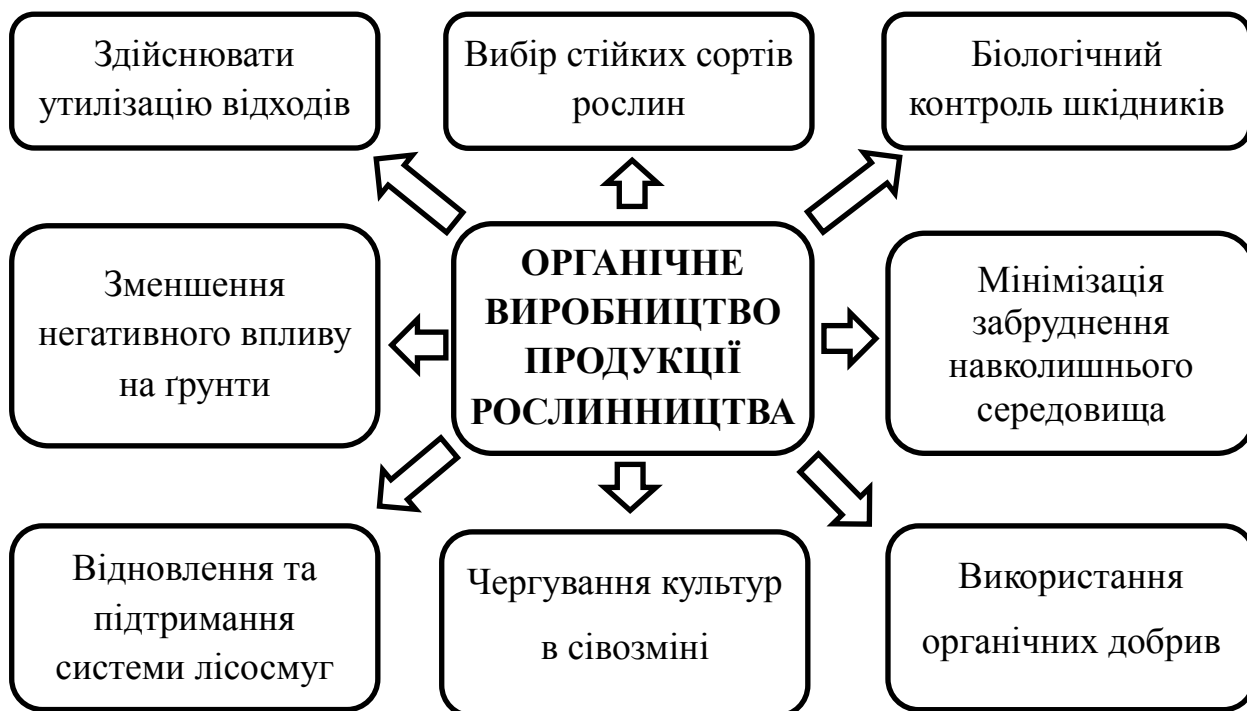 Здійснювати
утилізацію відходів
Вибір стійких сортів
рослин
Біологічний
контроль шкідників
Зменшення
негативного впливу
на ґрунти
ОРГАНІЧНЕ
ВИРОБНИЦТВО
ПРОДУКЦІЇ
РОСЛИННИЦТВА
Мінімізація
забруднення
навколишнього
середовища
Відновлення та
підтримання
системи лісосмуг
Чергування культур
в сівозміні
Використання
органічних добрив